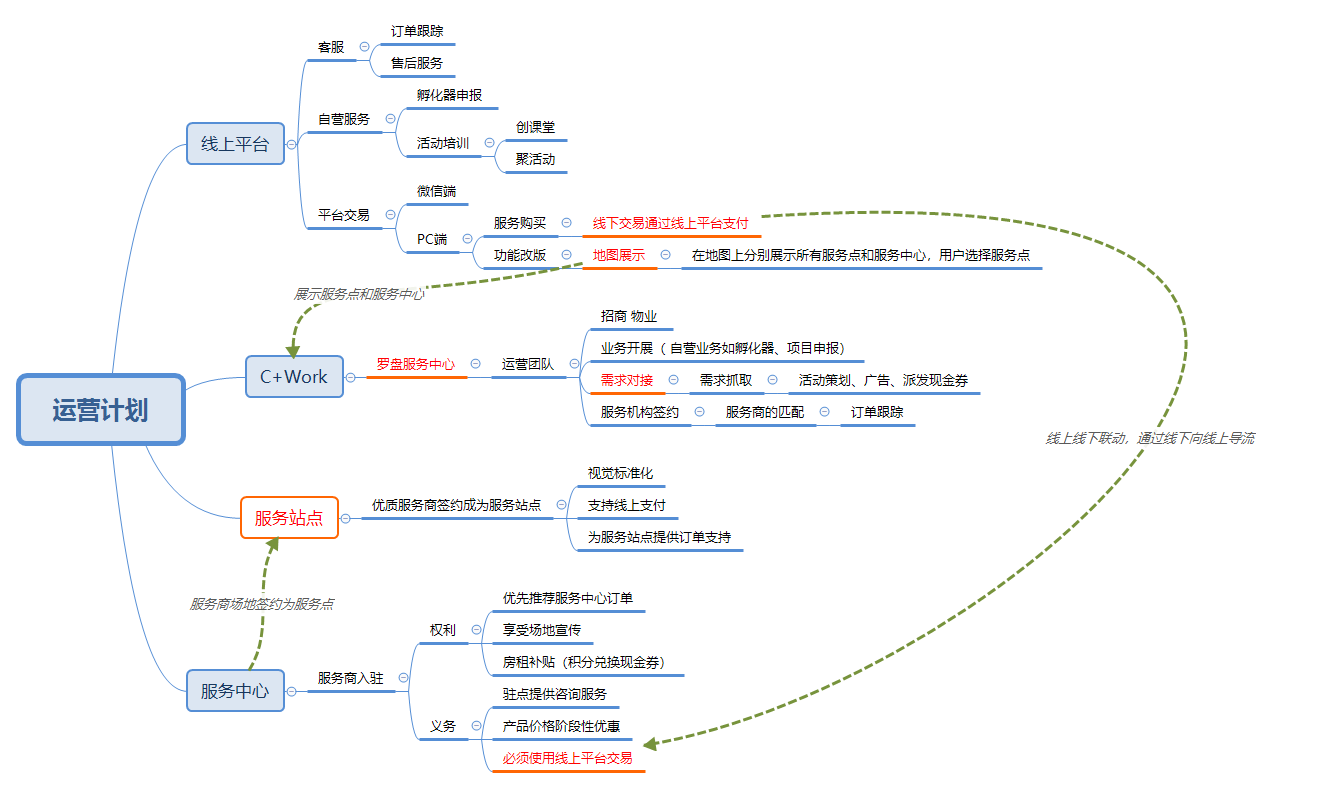 运营计划
线上平台
客服
订单跟踪
售后服务
自营服务
孵化器申报
活动培训
创课堂
聚活动
平台交易
微信端
PC端
服务购买
线下交易通过线上平台支付
功能改版
地图展示
在地图上分别展示所有服务点和服务中心，用户选择服务点
展示服务点和服务中心
C+Work
罗盘服务中心
运营团队
招商 物业
业务开展（ 自营业务如孵化器、项目申报）
需求对接
需求抓取
活动策划、广告、派发现金券
服务机构签约
服务商的匹配
订单跟踪
线上线下联动，通过线下向线上导流
服务站点
优质服务商签约成为服务站点
视觉标准化
支持线上支付
为服务站点提供订单支持
服务商场地签约为服务点
服务中心
服务商入驻
权利
优先推荐服务中心订单
享受场地宣传
房租补贴（积分兑换现金券）
义务
驻点提供咨询服务
产品价格阶段性优惠
必须使用线上平台交易